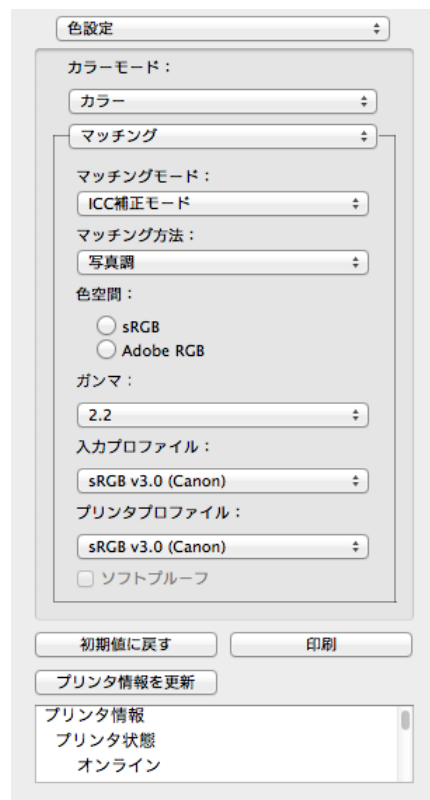 色設定
カラーモード：
カラー
マッチング
マッチングモード：
ICC補正モード
マッチング方法：
写真調
色空間：
sRGB
Adobe RGB
ガンマ：
2.2
入力プロファイル：
sRGB v3.0 (Canon)
プリンタプロファイル：
sRGB v3.0 (Canon)
ソフトプルーフ
初期値に戻す 印刷
プリンタ情報を更新
プリンタ情報
プリンタ状態
オンライン